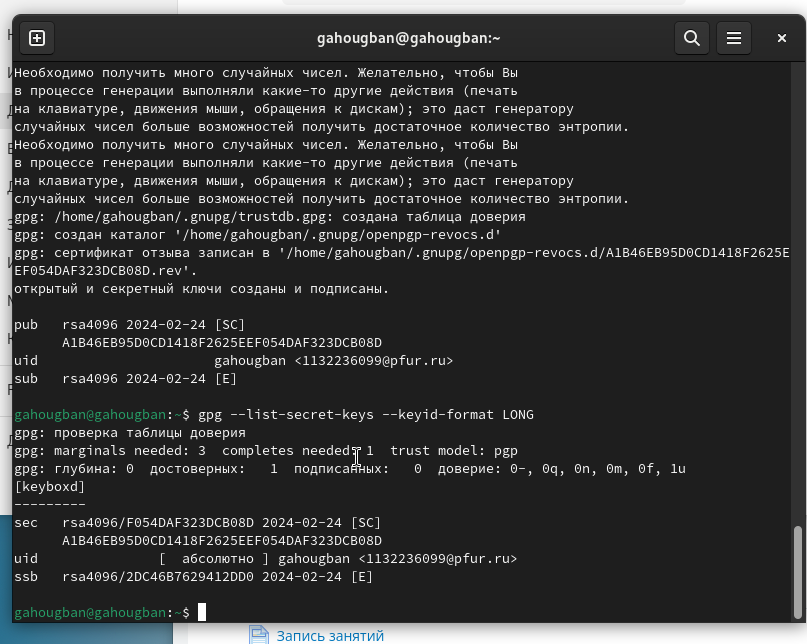 gahougban@gahougban:~
Необходимо получить много случайных чисел. Желательно, чтобы Вы
в процессе генерации выполняли какие-то другие действия (печать
на клавиатуре, движения мыши, обращения к дискам); это даст генератору
случайных чисел больше возможностей получить достаточное количество энтропии.
Необходимо получить много случайных чисел. Желательно, чтобы Вы
в процессе генерации выполняли какие-то другие действия (печать
на клавиатуре, движения мыши, обращения к дискам); это даст генератору
случайных чисел больше возможностей получить достаточное количество энтропии.
gpg: /home/gahougban/.gnupg/trustdb.gpg: создана таблица доверия
gpg: создан каталог '/home/gahougban/.gnupg/openpgp-revocs.d'
gpg: сертификат отзыва записан в '/home/gahougban/.gnupg/openpgp-revocs.d/A1B46EB95D0CD1418F2625E
EF054DAF323DCB08D.rev'.
открытый и секретный ключи созданы и подписаны.
pub   rsa4096 2024-02-24 [SC]
      A1B46EB95D0CD1418F2625EEF054DAF323DCB08D
uid                      gahougban <1132236099@pfur.ru>
sub   rsa4096 2024-02-24 [E]
gahougban@gahougban:~$ gpg --list-secret-keys --keyid-format LONG
gpg: проверка таблицы доверия
gpg: marginals needed: 3  completes needed: 1  trust model: pgp
gpg: глубина: 0  достоверных:   1  подписанных:   0  доверие: 0-, 0q, 0n, 0m, 0f, 1u
[keyboxd]
---------
sec   rsa4096/F054DAF323DCB08D 2024-02-24 [SC]
      A1B46EB95D0CD1418F2625EEF054DAF323DCB08D
uid               [  абсолютно ] gahougban <1132236099@pfur.ru>
ssb   rsa4096/2DC46B7629412DD0 2024-02-24 [E]
gahougban@gahougban:~$
Запись занятий